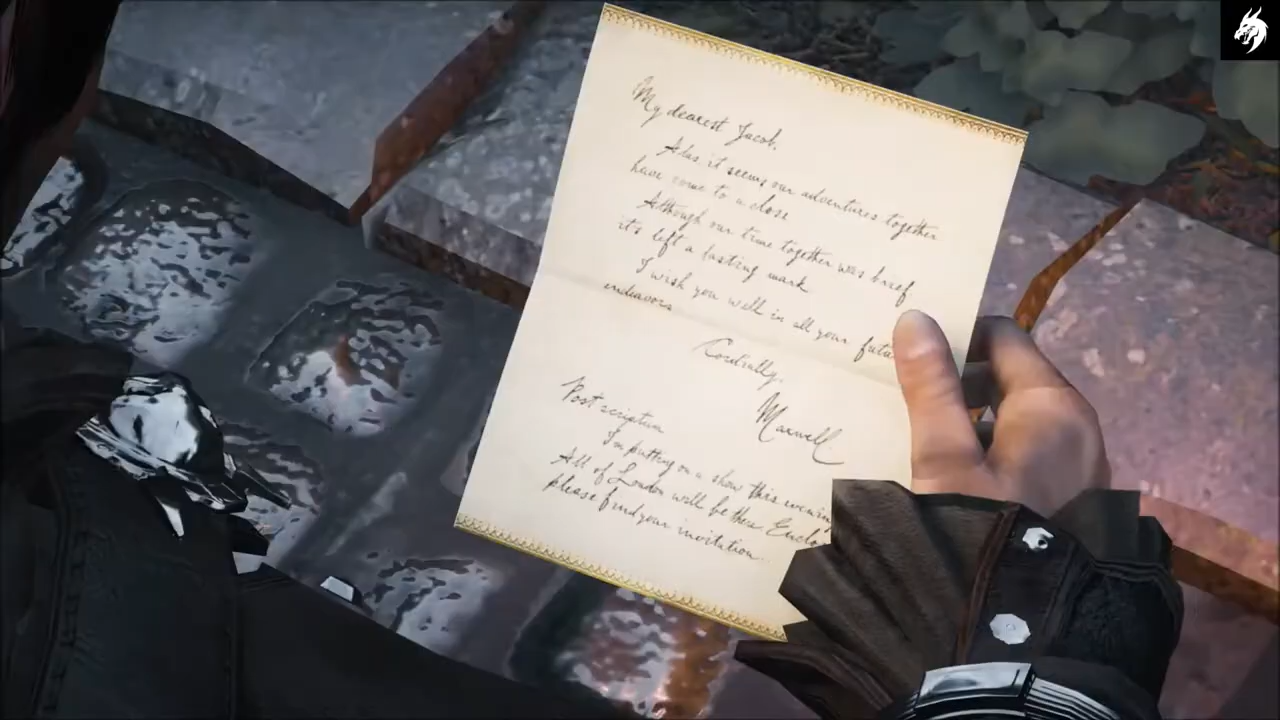 My dearest Jacob,
Alas, it seems our adventures together
have come to a close
Although our time together was brief
it's left a lasting mark
I wish you well in all your futu
endeavors
Cordially,
Maxwell
Post scriptum
I'm putting on a show this evening
All of London will be there Enclo
please find your invitation.